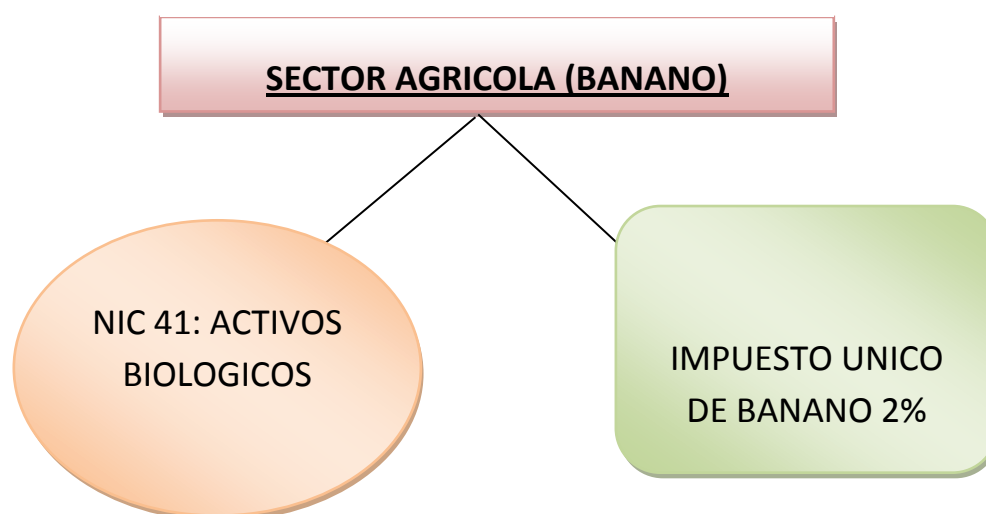 SECTOR AGRICOLA (BANANO)
NIC 41: ACTIVOS
BIOLOGICOS
IMPUESTO UNICO
DE BANANO 2%